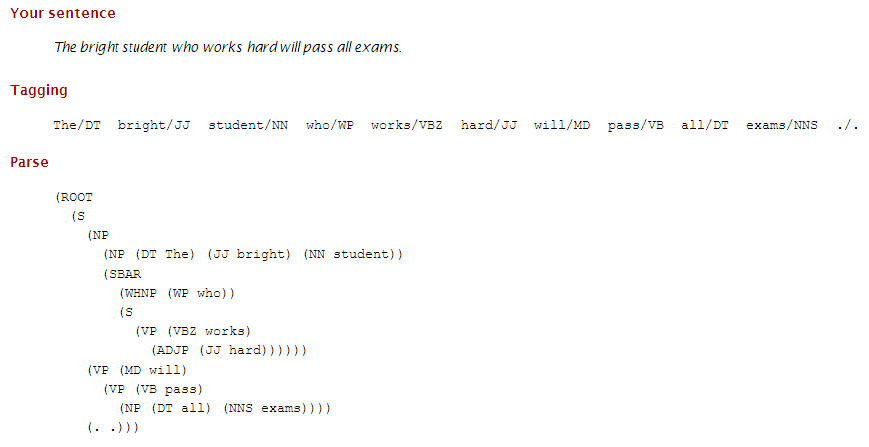 Your sentence
The bright student who works hard will pass all exams.
Tagging
The/DT bright/JJ student/NN who/WP works/VBZ hard/JJ will/MD pass/VB all/DT exams/NNS ./.
Parse
(ROOT
(S
(NP
(NP (DT The) (JJ bright) (NN student))
(SBAR
(WHNP (WP who))
(S
(VP (VBZ works)
(ADJP (JJ hard))))))
(VP (MD will)
(VP (VB pass)
(NP (DT all) (NNS exams))))
(. .)))